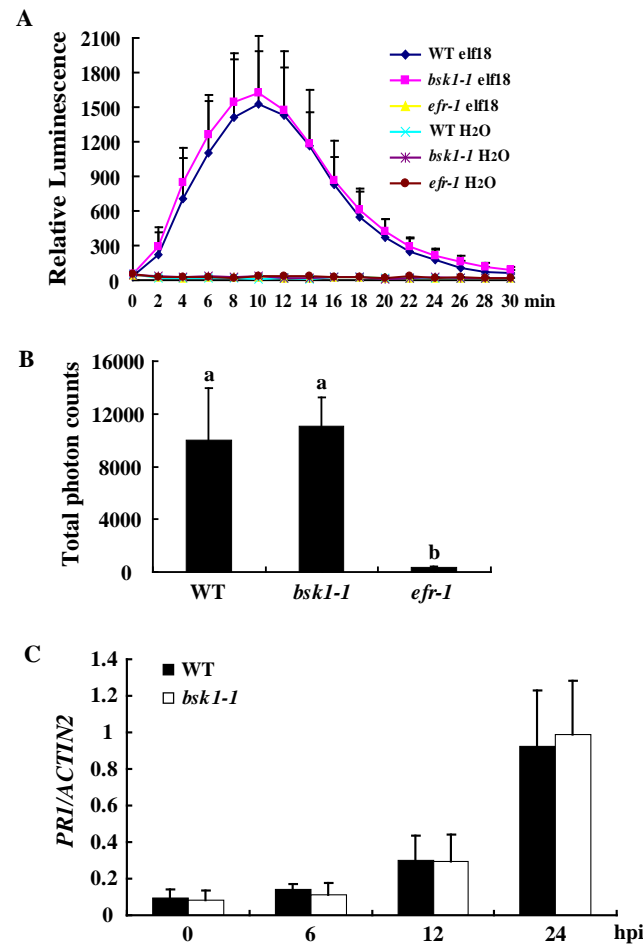 A
Relative Luminescence
2100
1800
1500
1200
900
600
300
0
0 2 4 6 8 10 12 14 16 18 20 22 24 26 28 30 min
WT elf18
bsk1-1 elf18
efr-1 elf18
WT H2O
bsk1-1 H2O
efr-1 H2O
B
Total photon counts
16000
12000
8000
4000
0
a
a
b
WT bsk1-1 efr-1
C
PR1/ACTIN2
1.4
1.2
1
0.8
0.6
0.4
0.2
0
WT
bsk1-1
0 6 12 24 hpi